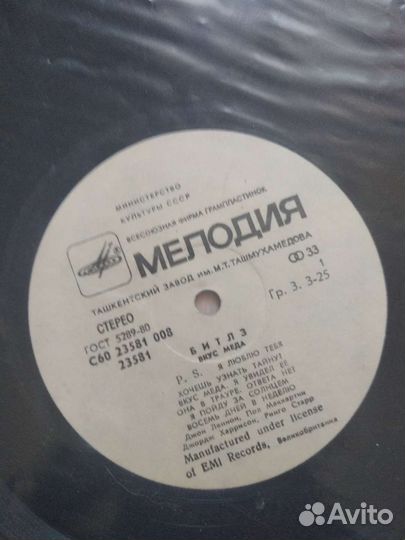 МИНИСТЕРСТВО
КУЛЬТУРЫ СССР
ВСЕСОЮЗНАЯ ФИРМА ГРАМПЛАСТИНОК
МЕЛОДИЯ
ТАШКЕНТСКИЙ ЗАВОД ИМ. М.Т. ТАШМУХАМЕДОВА
СТЕРЕО
ГОСТ 5289-80
С60 23581 008
23581
33
1
Гр. 3. 3-25
БИТЛЗ
ВКУС МЕДА
P. S. Я ЛЮБЛЮ ТЕБЯ
ХОЧЕШЬ УЗНАТЬ ТАЙНУ?
ВКУС МЕДА. Я УВИДЕЛ ЕЕ
ОНА В ТРАУРЕ. ОТВЕТА НЕТ
Я ПОЙДУ ЗА СОЛНЦЕМ
ВОСЕМЬ ДНЕЙ В НЕДЕЛЮ
Джон Леннон, Пол Маккартни
Джордж Харрисон, Ринго Старр
Manufactured under license
of EMI Records, Великобритания
Avito